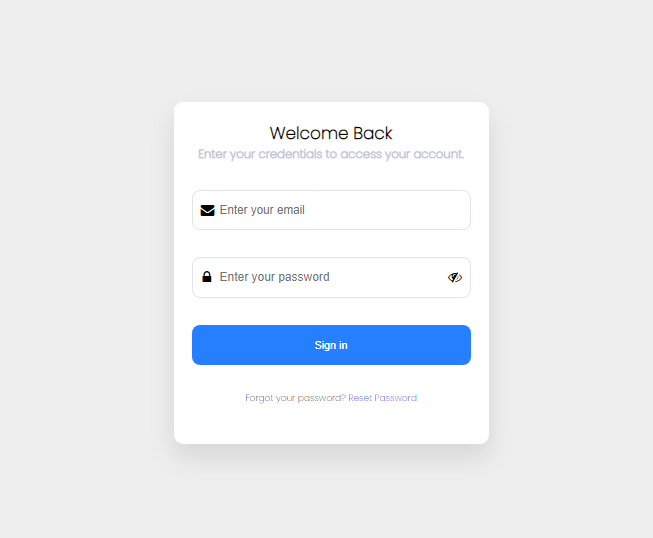 Welcome Back
Enter your credentials to access your account.
Enter your email
Enter your password
Sign in
Forgot your password? Reset Password